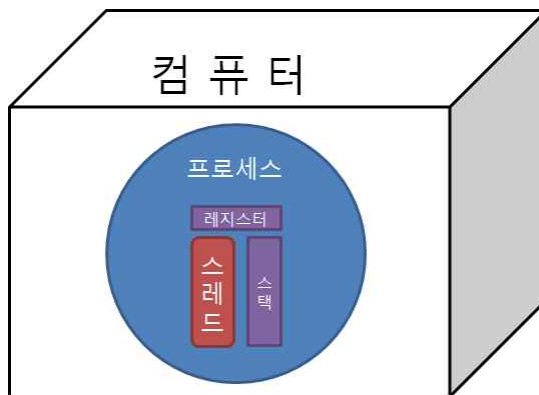 컴 퓨 터
프로세스
레지스터
스레드
스택